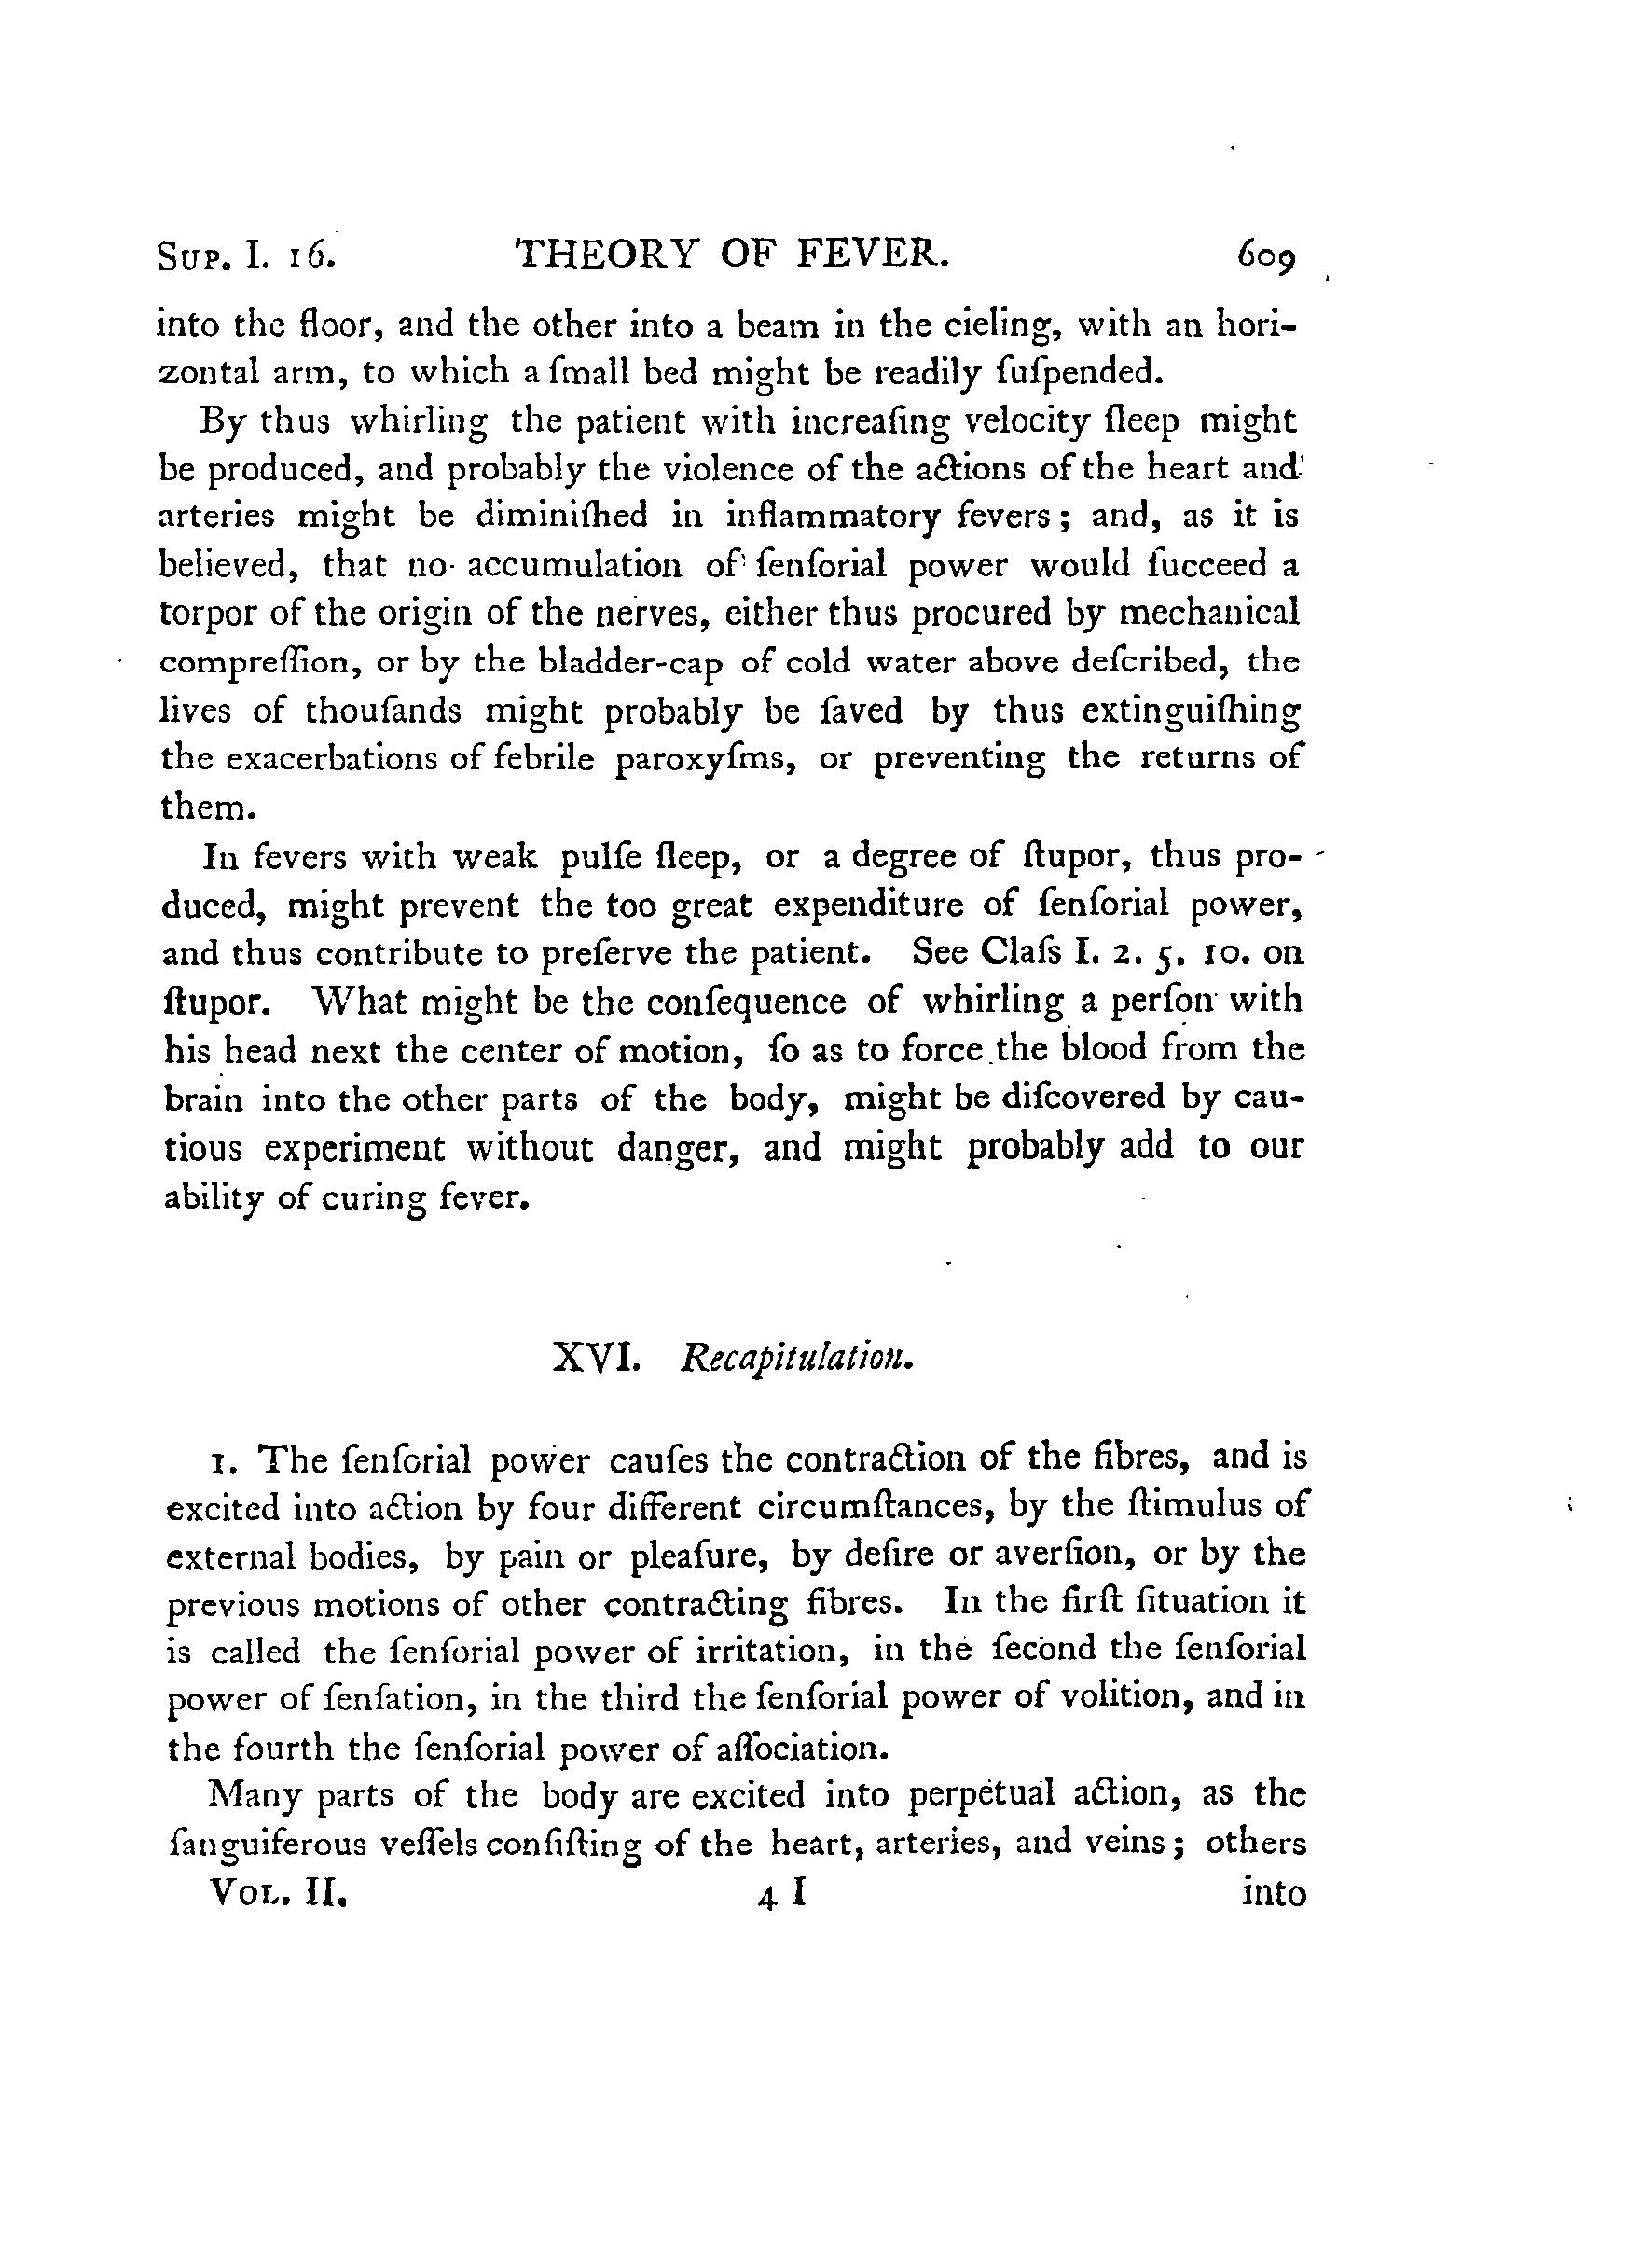 Sup. I. 16. THEORY OF FEVER. 609
into the floor, and the other into a beam in the cieling, with an hori-
zontal arm, to which a ſmall bed might be readily ſuſpended.
By thus whirling the patient with increaſing velocity ſleep might
be produced, and probably the violence of the actions of the heart and
arteries might be diminiſhed in inflammatory fevers; and, as it is
believed, that no accumulation of ſenſorial power would ſucceed a
torpor of the origin of the nerves, either thus procured by mechanical
compreſſion, or by the bladder-cap of cold water above deſcribed, the
lives of thouſands might probably be ſaved by thus extinguiſhing
the exacerbations of febrile paroxyſms, or preventing the returns of
them.
In fevers with weak pulſe ſleep, or a degree of ſtupor, thus pro-
duced, might prevent the too great expenditure of ſenſorial power,
and thus contribute to preſerve the patient. See Claſs I. 2. 5. 10. on
ſtupor. What might be the conſequence of whirling a perſon with
his head next the center of motion, ſo as to force the blood from the
brain into the other parts of the body, might be diſcovered by cau-
tious experiment without danger, and might probably add to our
ability of curing fever.
XVI. Recapitulation.
1. The ſenſorial power cauſes the contraction of the fibres, and is
excited into action by four different circumſtances, by the ſtimulus of
external bodies, by pain or pleaſure, by deſire or averſion, or by the
previous motions of other contracting fibres. In the firſt ſituation it
is called the ſenſorial power of irritation, in the ſecond the ſenſorial
power of ſenſation, in the third the ſenſorial power of volition, and in
the fourth the ſenſorial power of aſſociation.
Many parts of the body are excited into perpetual action, as the
ſanguiferous veſſels conſiſting of the heart, arteries, and veins; others
Vol. II. 4 I into